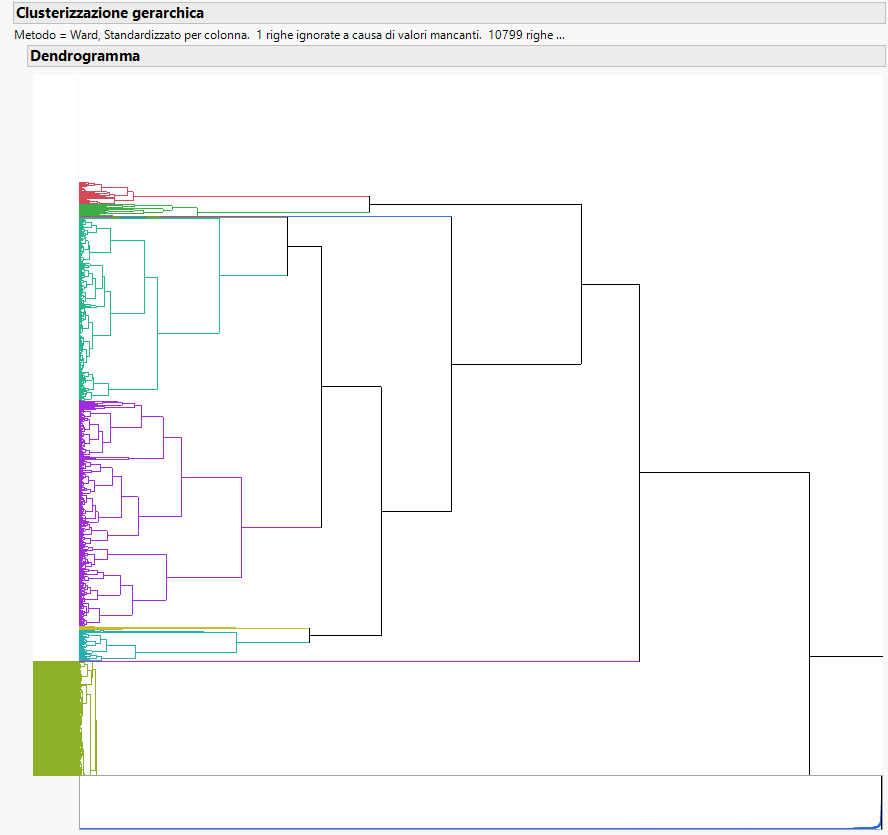 Clusterizzazione gerarchica
Metodo = Ward, Standardizzato per colonna. 1 righe ignorate a causa di valori mancanti. 10799 righe ...
Dendrogramma